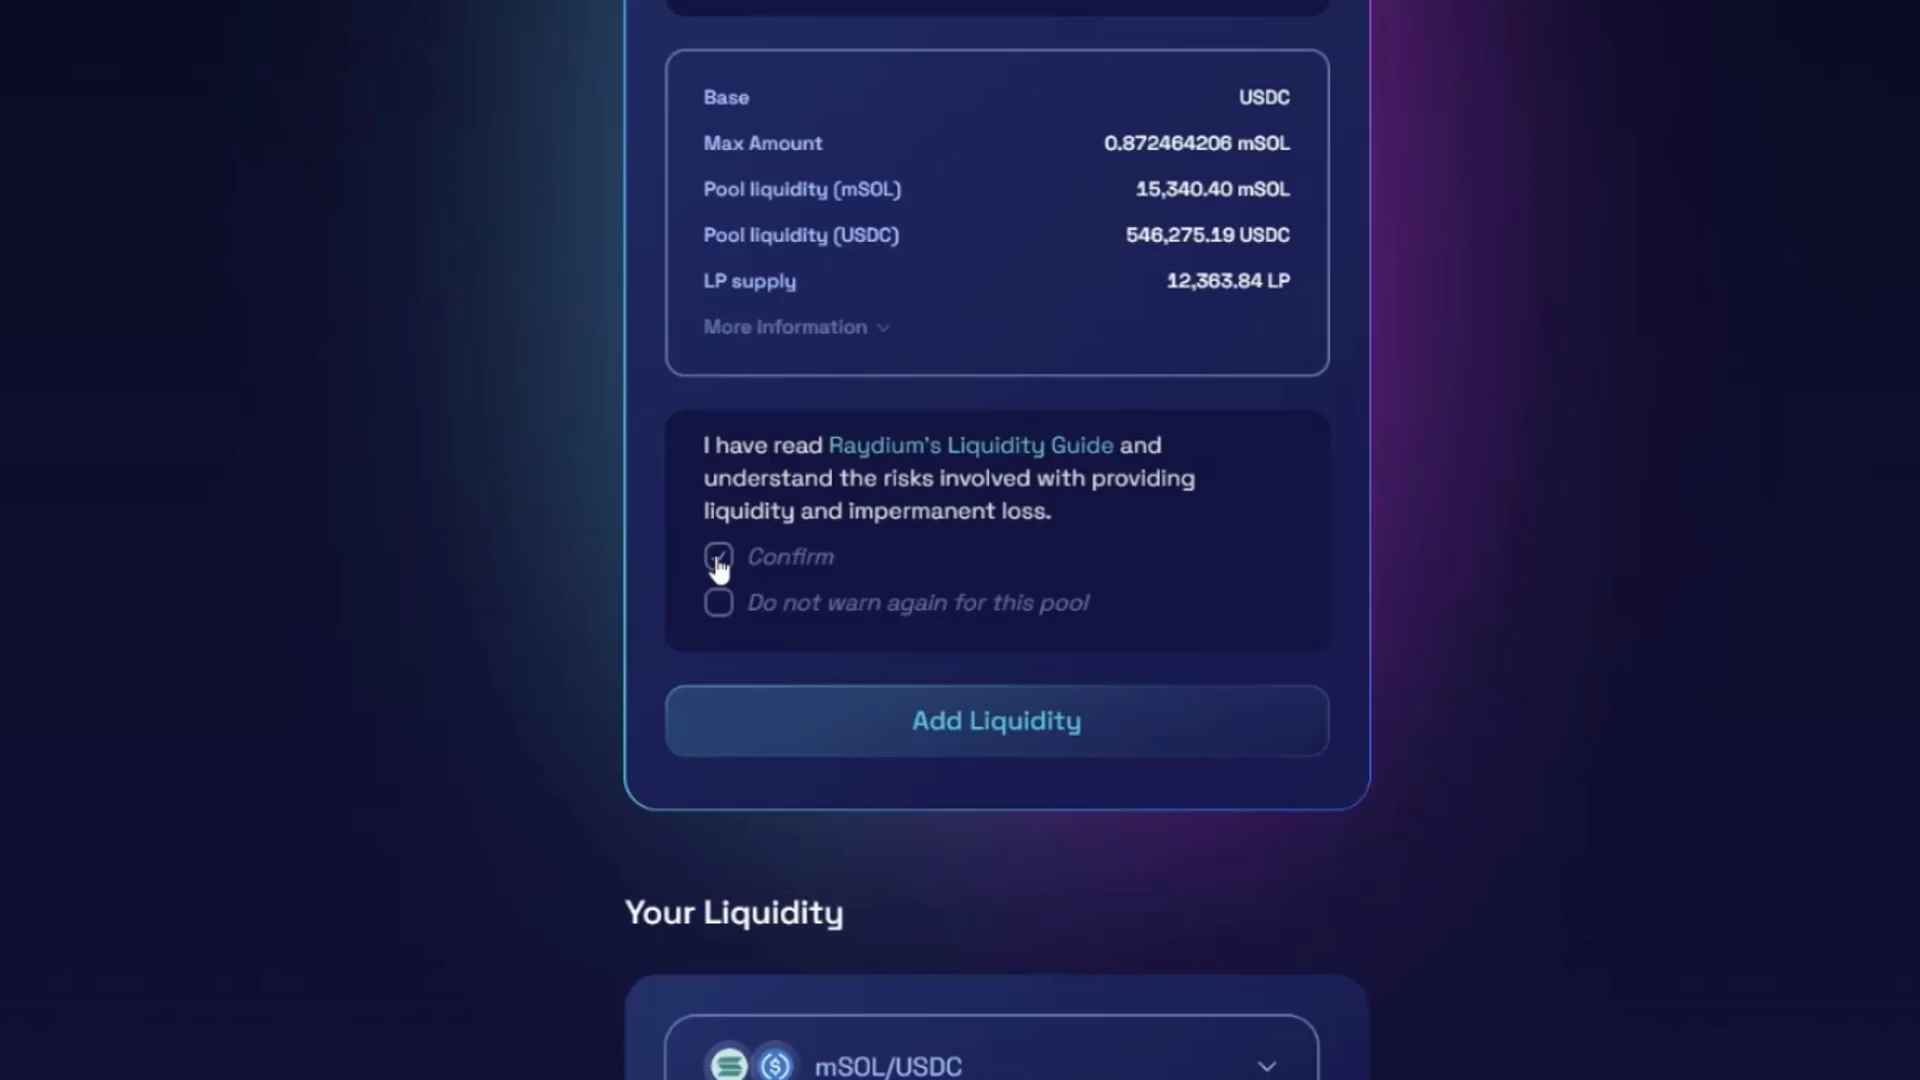 Base USDC
Max Amount 0.872464206 mSOL
Pool liquidity (mSOL) 15,340.40 mSOL
Pool liquidity (USDC) 546,275.19 USDC
LP supply 12,363.84 LP
More information
I have read Raydium's Liquidity Guide and
understand the risks involved with providing
liquidity and impermanent loss.
Confirm
Do not warn again for this pool
Add Liquidity
Your Liquidity
mSOL/USDC